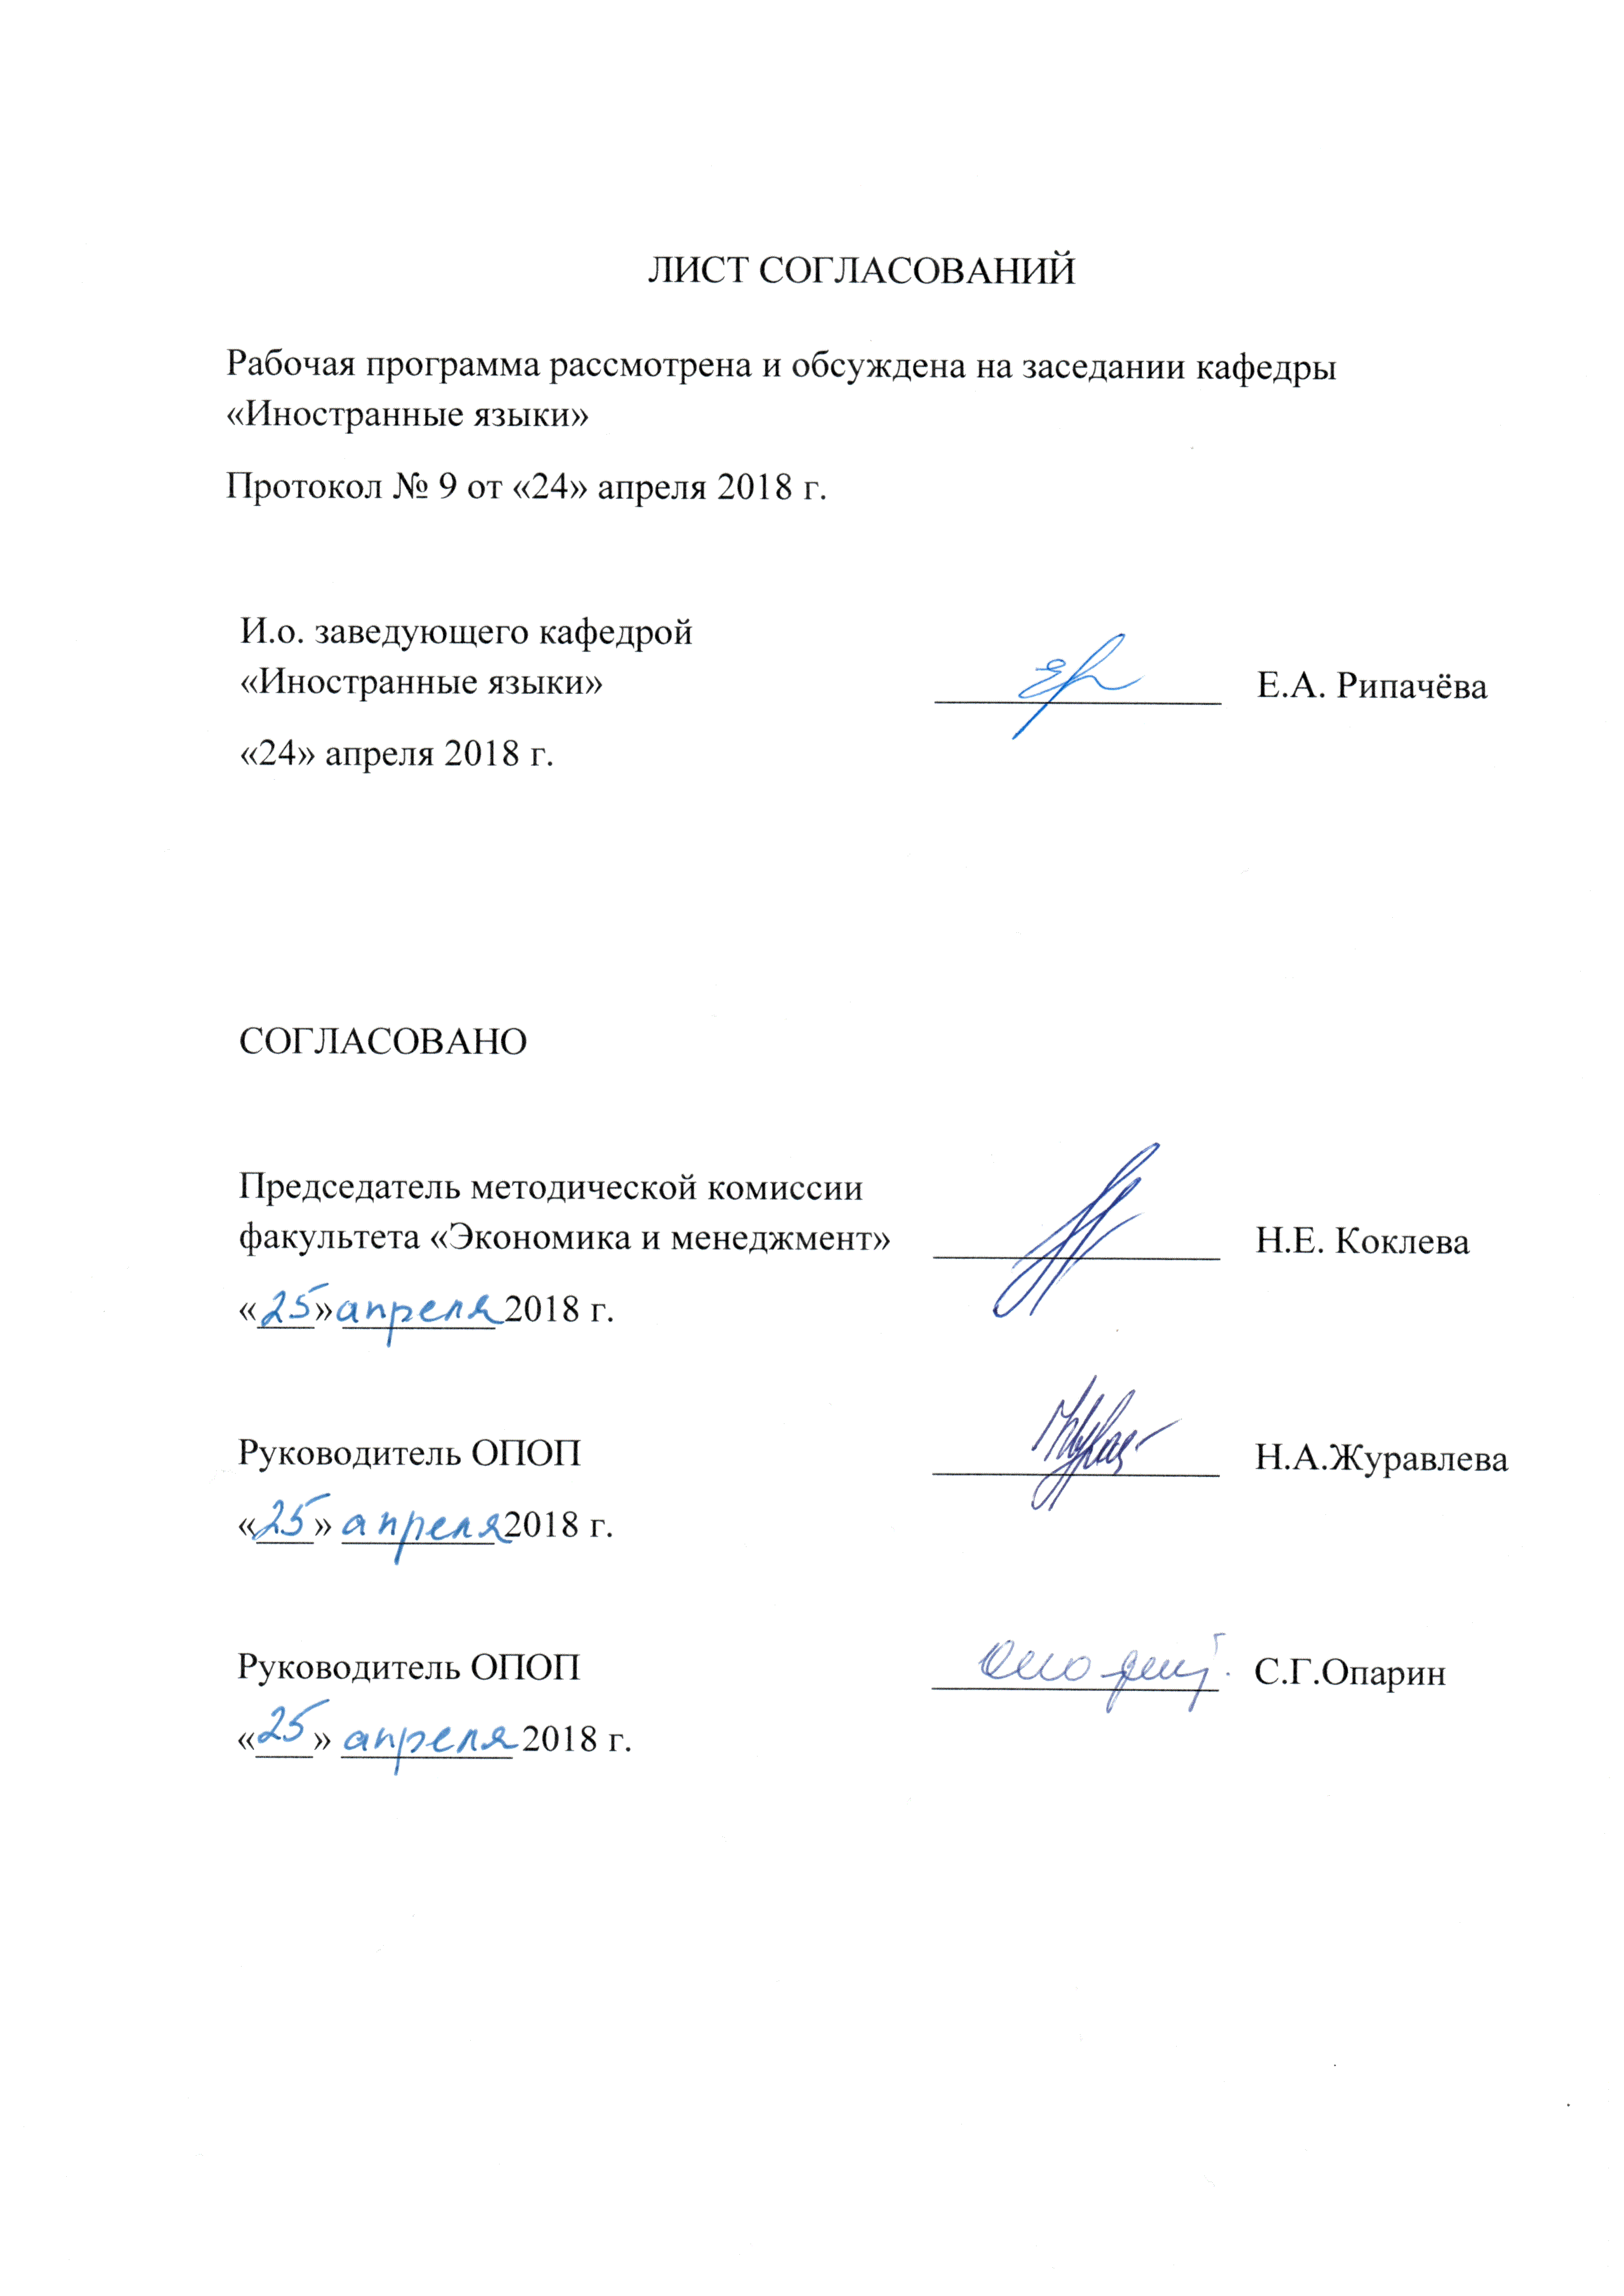 ЛИСТ СОГЛАСОВАНИЙ
Рабочая программа рассмотрена и обсуждена на заседании кафедры
«Иностранные языки»
Протокол № 9 от «24» апреля 2018 г.
И.о. заведующего кафедрой
«Иностранные языки» Е.А. Рипачёва
«24» апреля 2018 г.
СОГЛАСОВАНО
Председатель методической комиссии
факультета «Экономика и менеджмент» Н.Е. Коклева
«25» апреля 2018 г.
Руководитель ОПОП Н.А.Журавлева
«25» апреля 2018 г.
Руководитель ОПОП С.Г.Опарин
«25» апреля 2018 г.